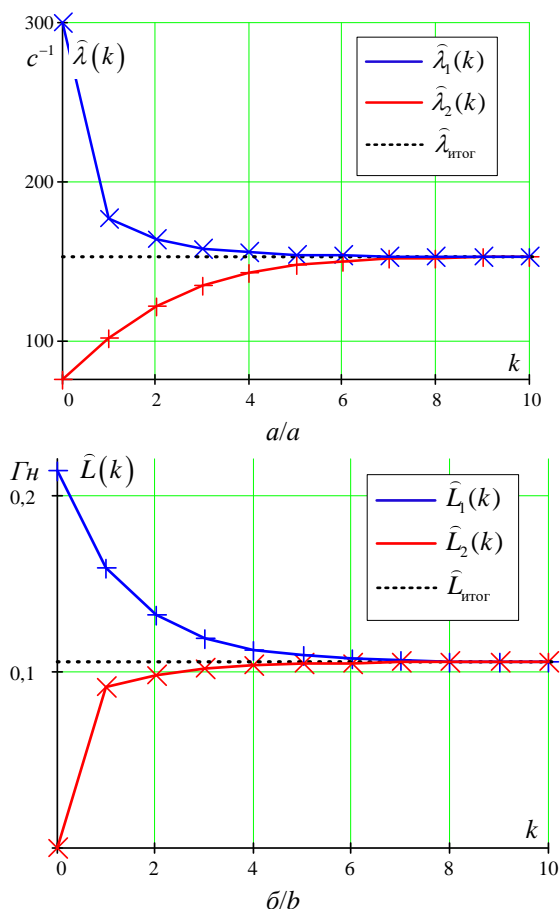 300
с⁻¹
λ̂(k)
λ̂₁(k)
λ̂₂(k)
λ̂итог
200
100
k
0 2 4 6 8 10
а/a
Гн
L̂(k)
0,2
L̂₁(k)
L̂₂(k)
L̂итог
0,1
k
0 2 4 6 8 10
б/b